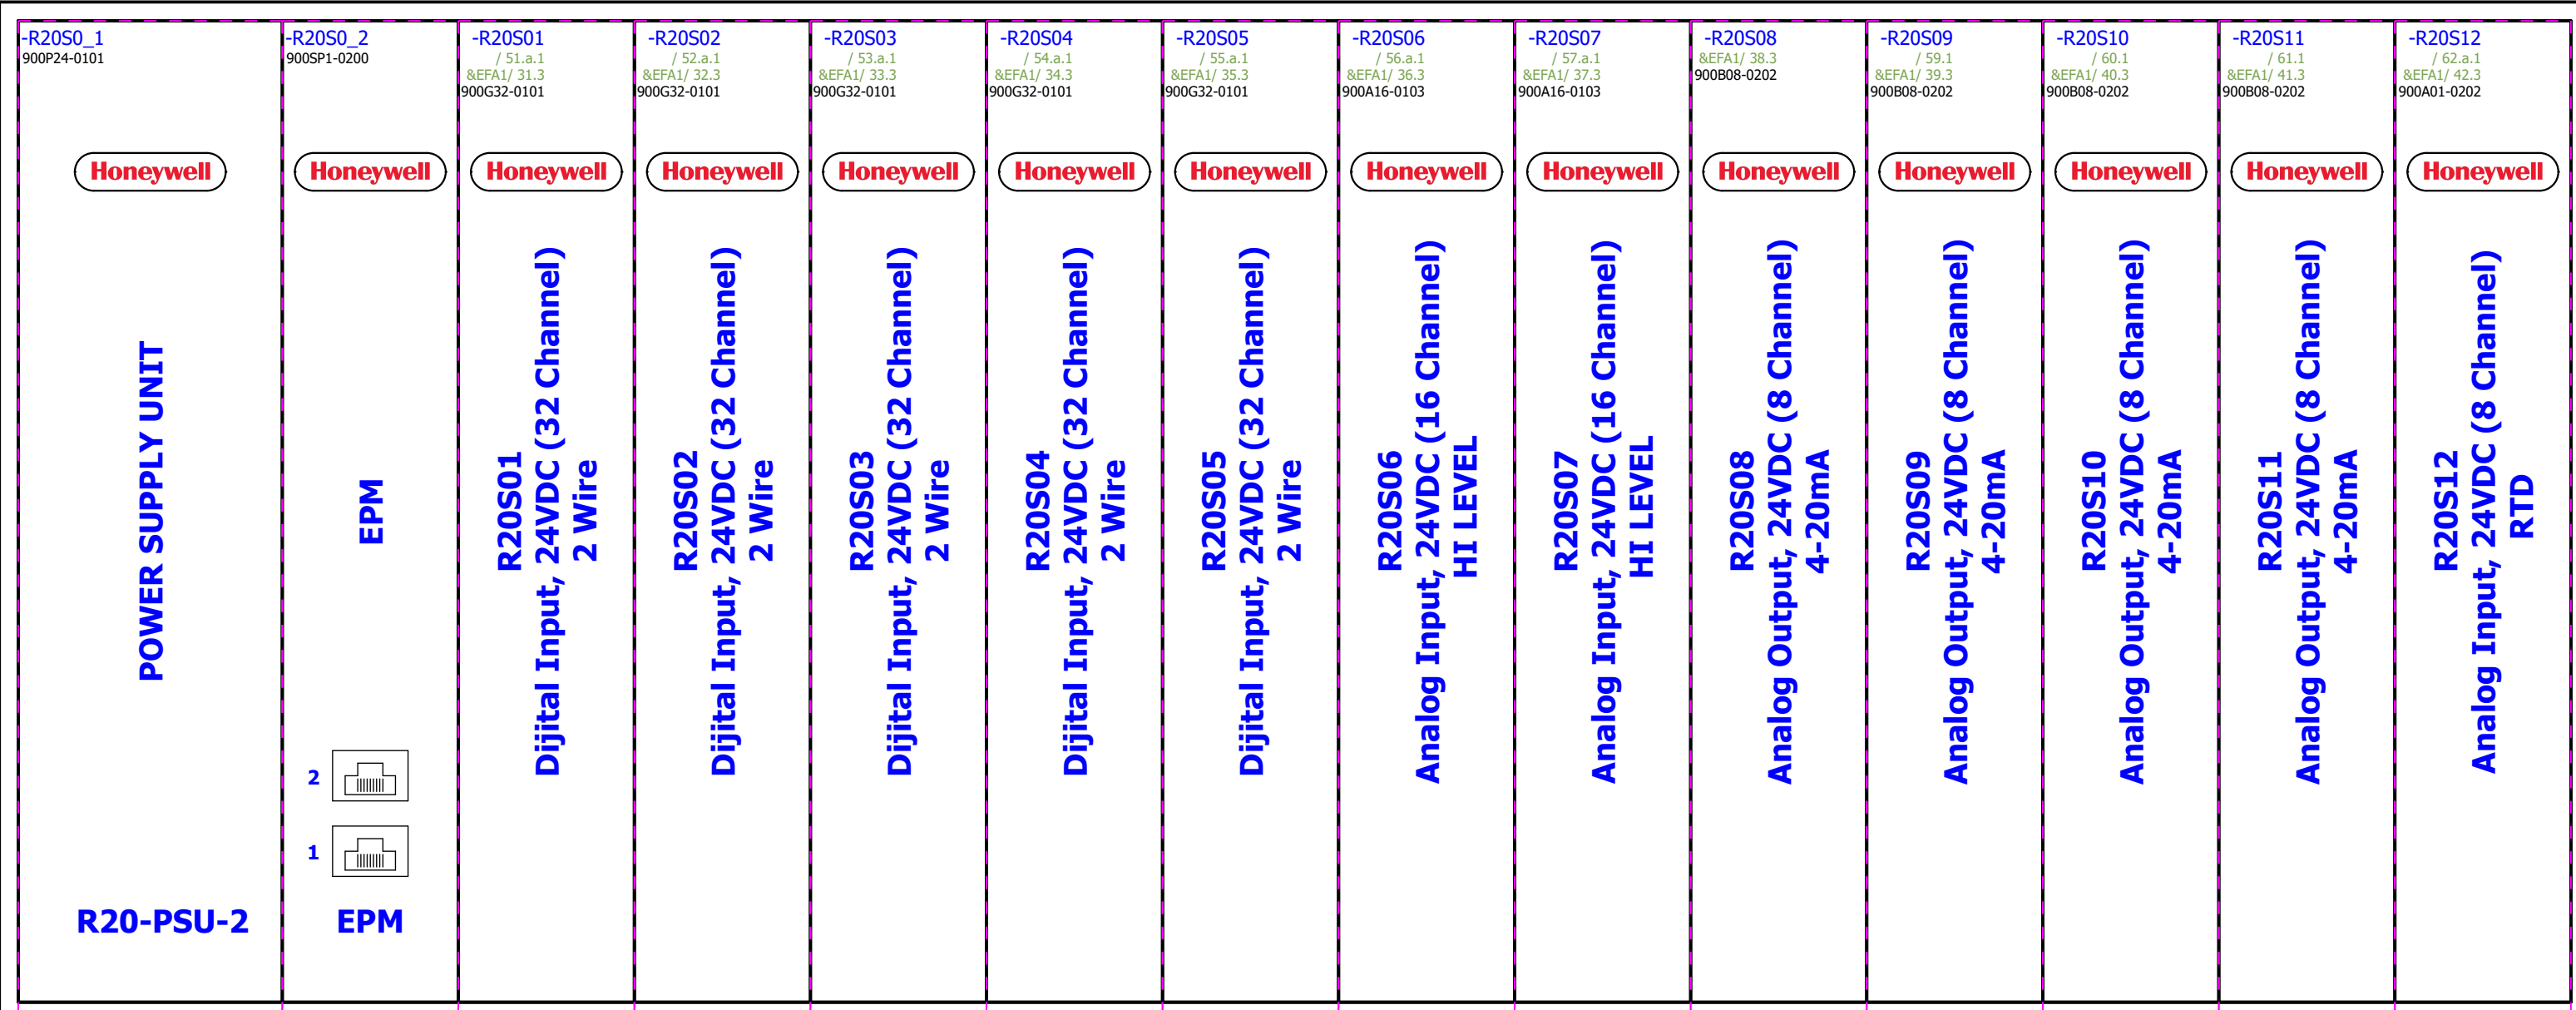 -R20S0_1
900P24-0101
Honeywell
POWER SUPPLY UNIT
R20-PSU-2
-R20S0_2
900SP1-0200
Honeywell
EPM
2
1
EPM
-R20S01
/ 51.a.1
&EFA1/ 31.3
900G32-0101
Honeywell
R20S01
Dijital Input, 24VDC (32 Channel)
2 Wire
-R20S02
/ 52.a.1
&EFA1/ 32.3
900G32-0101
Honeywell
R20S02
Dijital Input, 24VDC (32 Channel)
2 Wire
-R20S03
/ 53.a.1
&EFA1/ 33.3
900G32-0101
Honeywell
R20S03
Dijital Input, 24VDC (32 Channel)
2 Wire
-R20S04
/ 54.a.1
&EFA1/ 34.3
900G32-0101
Honeywell
R20S04
Dijital Input, 24VDC (32 Channel)
2 Wire
-R20S05
/ 55.a.1
&EFA1/ 35.3
900G32-0101
Honeywell
R20S05
Dijital Input, 24VDC (32 Channel)
2 Wire
-R20S06
/ 56.a.1
&EFA1/ 36.3
900A16-0103
Honeywell
R20S06
Analog Input, 24VDC (16 Channel)
HI LEVEL
-R20S07
/ 57.a.1
&EFA1/ 37.3
900A16-0103
Honeywell
R20S07
Analog Input, 24VDC (16 Channel)
HI LEVEL
-R20S08
&EFA1/ 38.3
900B08-0202
Honeywell
R20S08
Analog Output, 24VDC (8 Channel)
4-20mA
-R20S09
/ 59.1
&EFA1/ 39.3
900B08-0202
Honeywell
R20S09
Analog Output, 24VDC (8 Channel)
4-20mA
-R20S10
/ 60.1
&EFA1/ 40.3
900B08-0202
Honeywell
R20S10
Analog Output, 24VDC (8 Channel)
4-20mA
-R20S11
/ 61.1
&EFA1/ 41.3
900B08-0202
Honeywell
R20S11
Analog Output, 24VDC (8 Channel)
4-20mA
-R20S12
/ 62.a.1
&EFA1/ 42.3
900A01-0202
Honeywell
R20S12
Analog Input, 24VDC (8 Channel)
RTD